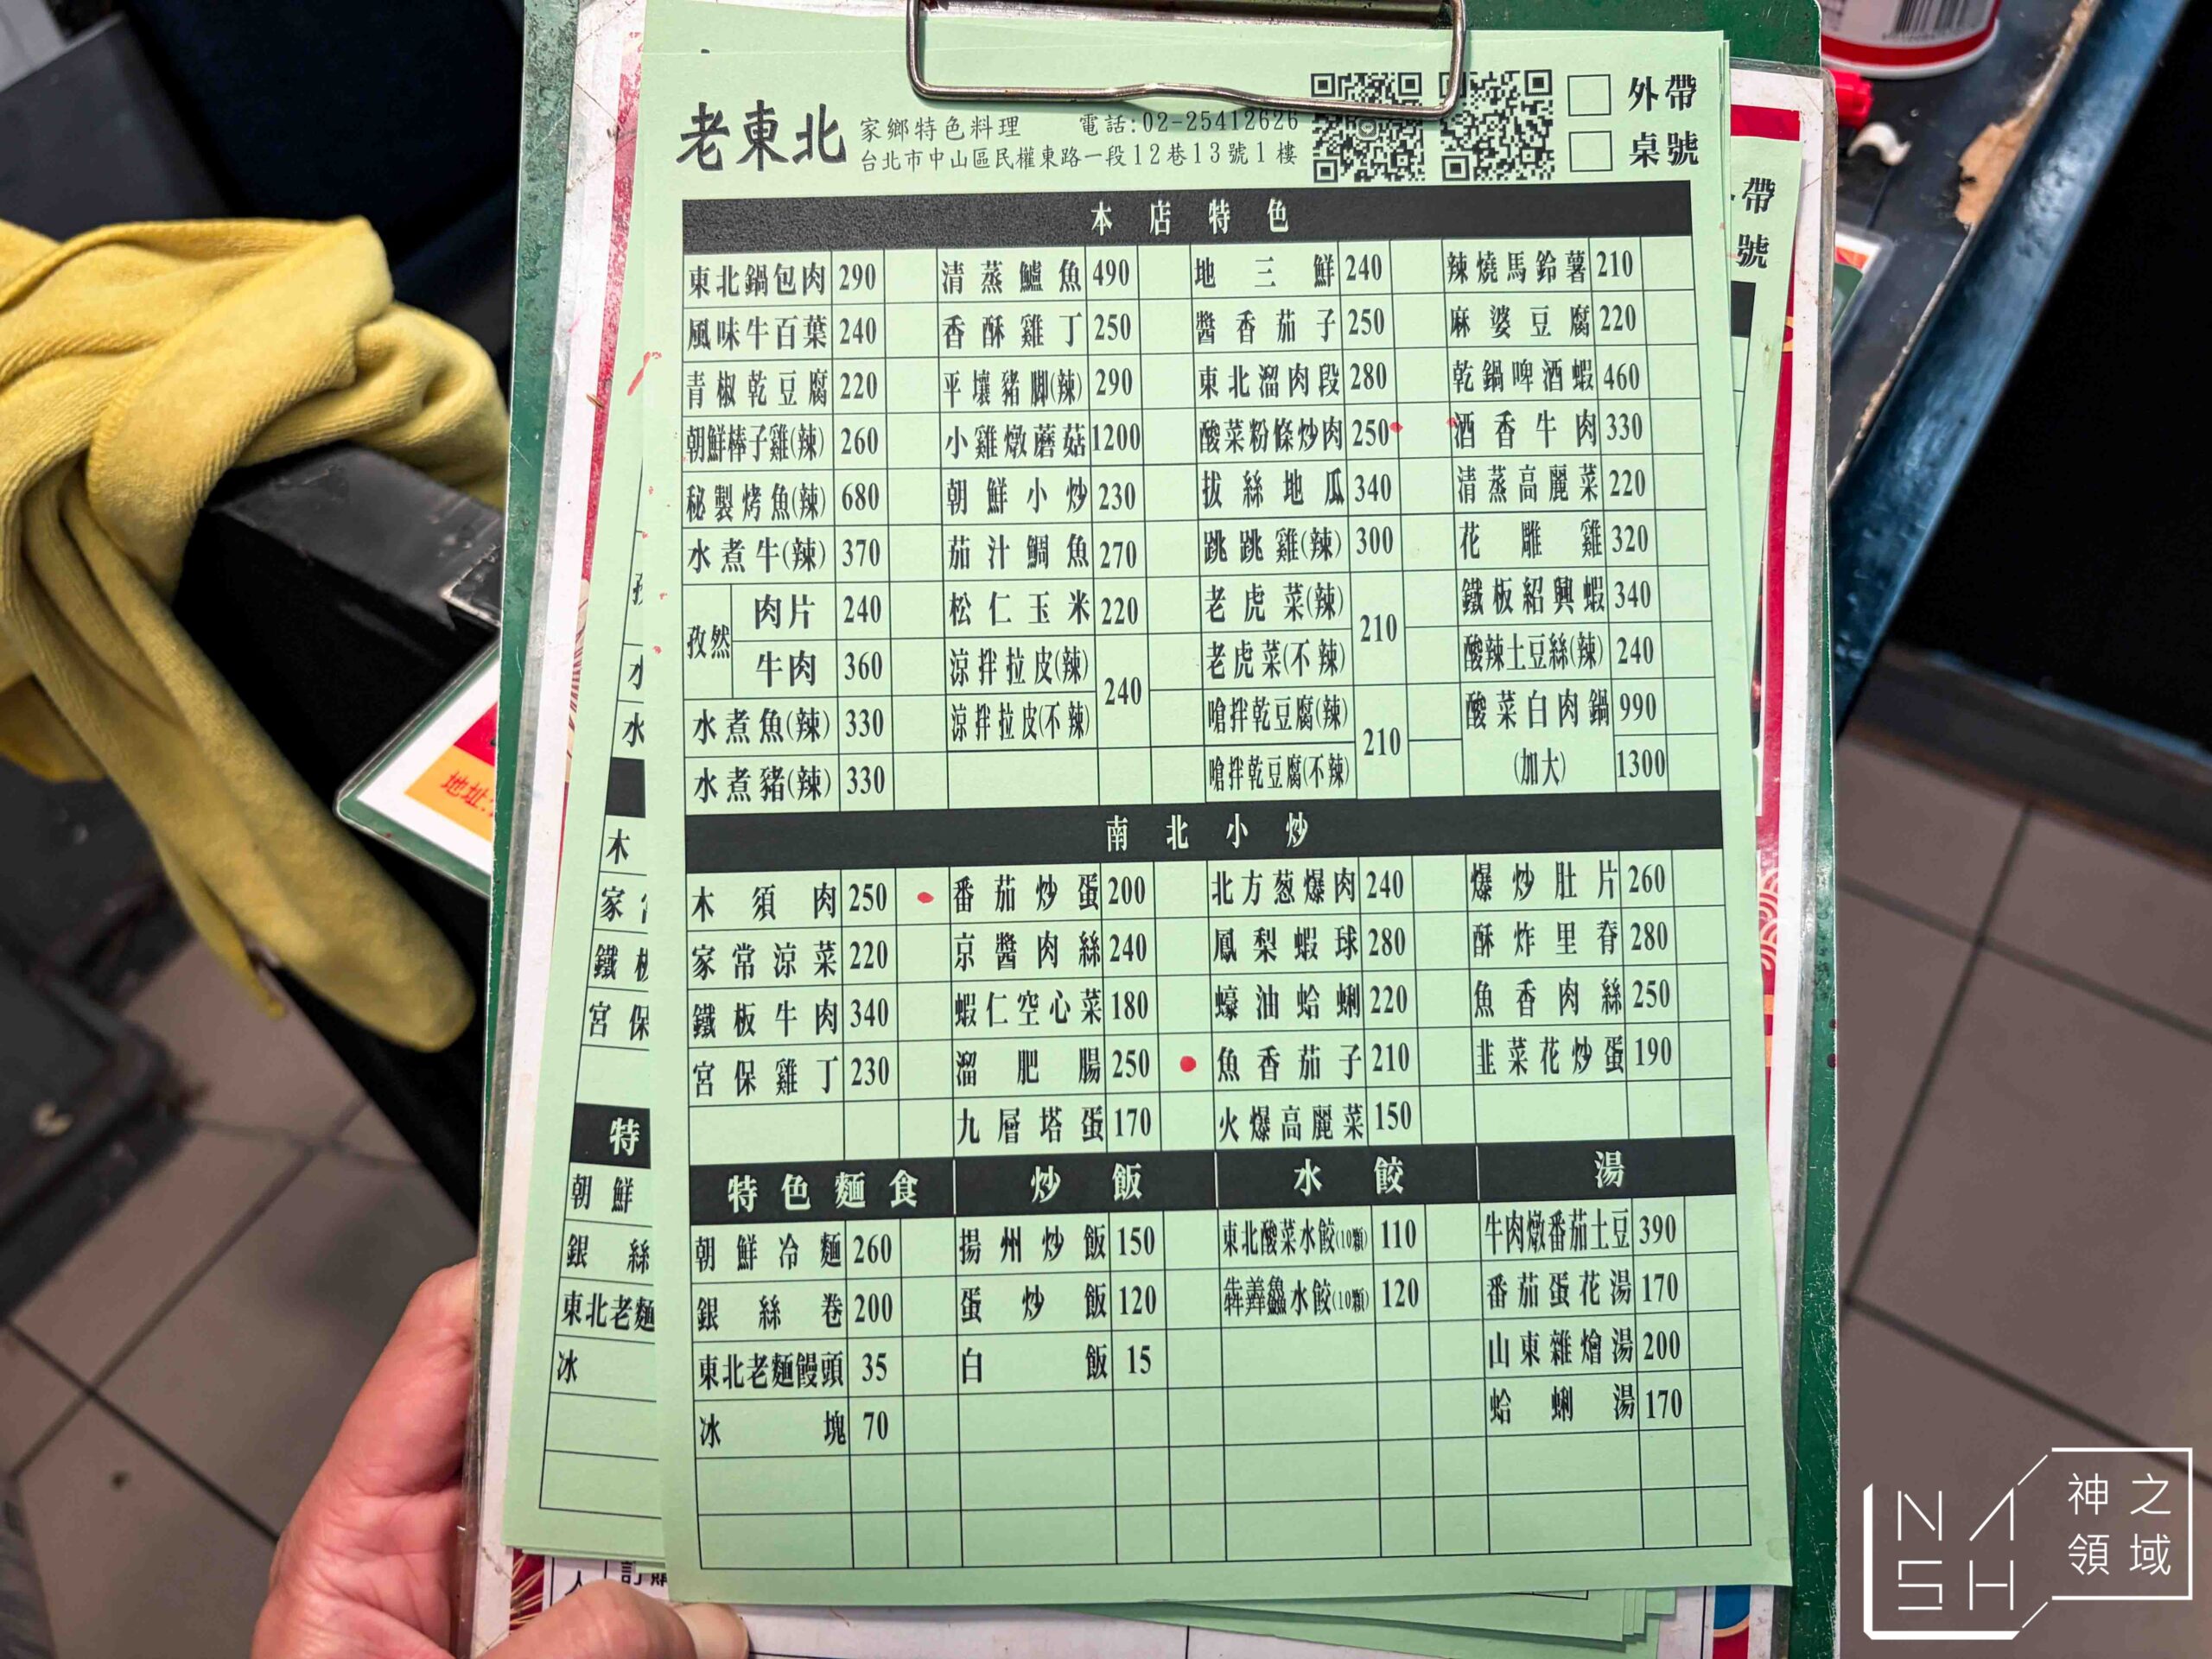 老東北 家鄉特色料理 電話:02-25412626 外帶
台北市中山區民權東路一段12巷13號1樓 桌號
本店特色
東北鍋包肉 290 清蒸鱸魚 490 地三鮮 240 辣燒馬鈴薯 210
風味牛百葉 240 香酥雞丁 250 醬香茄子 250 麻婆豆腐 220
青椒乾豆腐 220 平壤豬腳(辣) 290 東北溜肉段 280 乾鍋啤酒蝦 460
朝鮮棒子雞(辣) 260 小雞燉蘑菇 1200 酸菜粉條炒肉 250 酒香牛肉 330
秘製烤魚(辣) 680 朝鮮小炒 230 拔絲地瓜 340 清蒸高麗菜 220
水煮牛(辣) 370 茄汁鯛魚 270 跳跳雞(辣) 300 花雕雞 320
孜然 肉片 240 松仁玉米 220 老虎菜(辣) 210 鐵板紹興蝦 340
牛肉 360 涼拌拉皮(辣) 240 老虎菜(不辣) 酸辣土豆絲(辣) 240
水煮魚(辣) 330 涼拌拉皮(不辣) 嗆拌乾豆腐(辣) 210 酸菜白肉鍋 990
水煮豬(辣) 330 嗆拌乾豆腐(不辣) (加大) 1300
南北小炒
木須肉 250 番茄炒蛋 200 北方葱爆肉 240 爆炒肚片 260
家常涼菜 220 京醬肉絲 240 鳳梨蝦球 280 酥炸里脊 280
鐵板牛肉 340 蝦仁空心菜 180 蠔油蛤蜊 220 魚香肉絲 250
宮保雞丁 230 溜肥腸 250 魚香茄子 210 韭菜花炒蛋 190
九層塔蛋 170 火爆高麗菜 150
特色麵食 炒飯 水餃 湯
朝鮮冷麵 260 揚州炒飯 150 東北酸菜水餃(10顆) 110 牛肉燉番茄土豆 390
銀絲卷 200 蛋炒飯 120 水餃(10顆) 120 番茄蛋花湯 170
東北老麵饅頭 35 白飯 15 山東雜燴湯 200
冰塊 70 蛤蜊湯 170
帶
號
水
木
家
鐵
宮保
特
朝鮮
銀絲
東北老麵
冰
地址:
NASH 神之領域